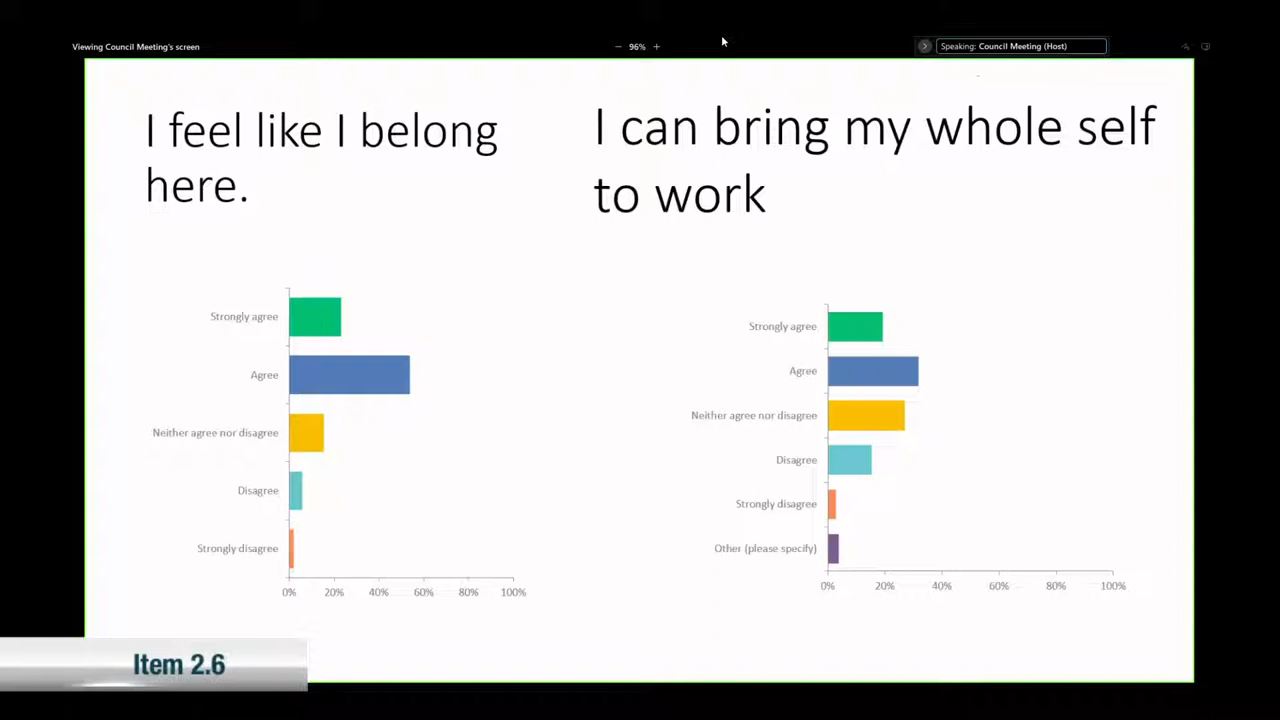 Viewing Council Meeting's screen
96%
Speaking: Council Meeting (Host)
I feel like I belong
here.
I can bring my whole self
to work
Strongly agree
Agree
Neither agree nor disagree
Disagree
Strongly disagree
0% 20% 40% 60% 80% 100%
Strongly agree
Agree
Neither agree nor disagree
Disagree
Strongly disagree
Other (please specify)
0% 20% 40% 60% 80% 100%
Item 2.6